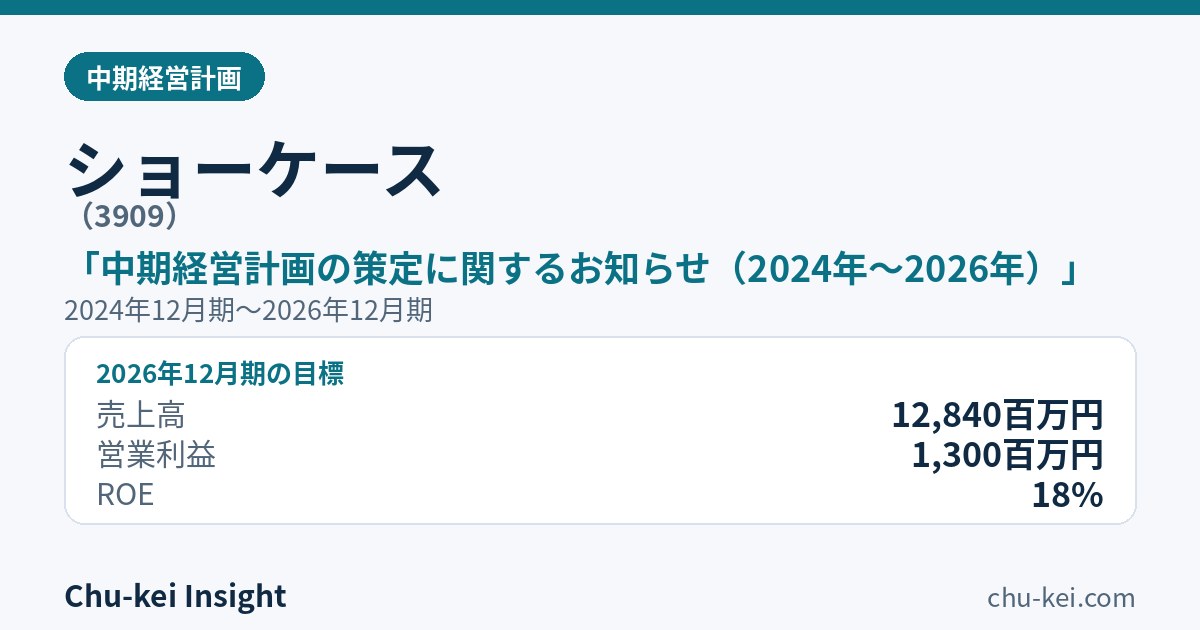 中期経営計画
ショーケース
（3909）
「中期経営計画の策定に関するお知らせ（2024年～2026年）」
2024年12月期～2026年12月期
2026年12月期の目標
売上高 12,840百万円
営業利益 1,300百万円
ROE 18%
Chu-kei Insight chu-kei.com